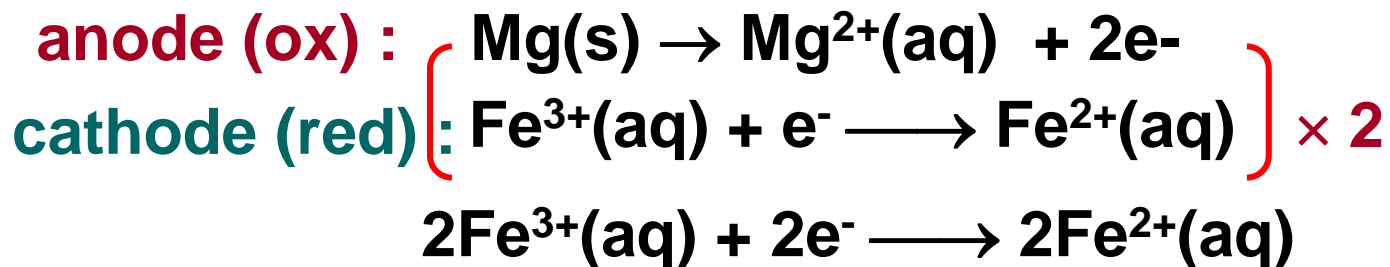 anode (ox) : Mg(s) → Mg²⁺(aq) + 2e-
cathode (red) : Fe³⁺(aq) + e⁻ ⟶ Fe²⁺(aq) × 2
2Fe³⁺(aq) + 2e⁻ ⟶ 2Fe²⁺(aq)